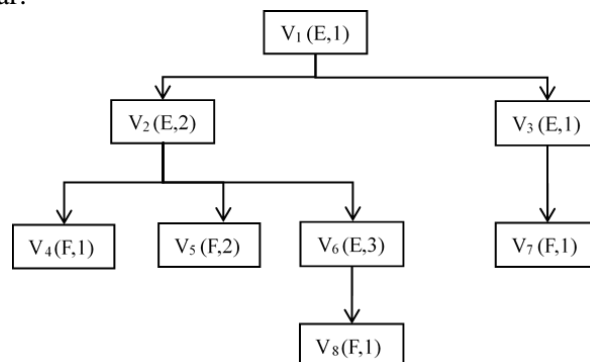 ar.
V₁(E,1)
V₂(E,2)
V₃(E,1)
V₄(F,1)
V₅(F,2)
V₆(E,3)
V₇(F,1)
V₈(F,1)